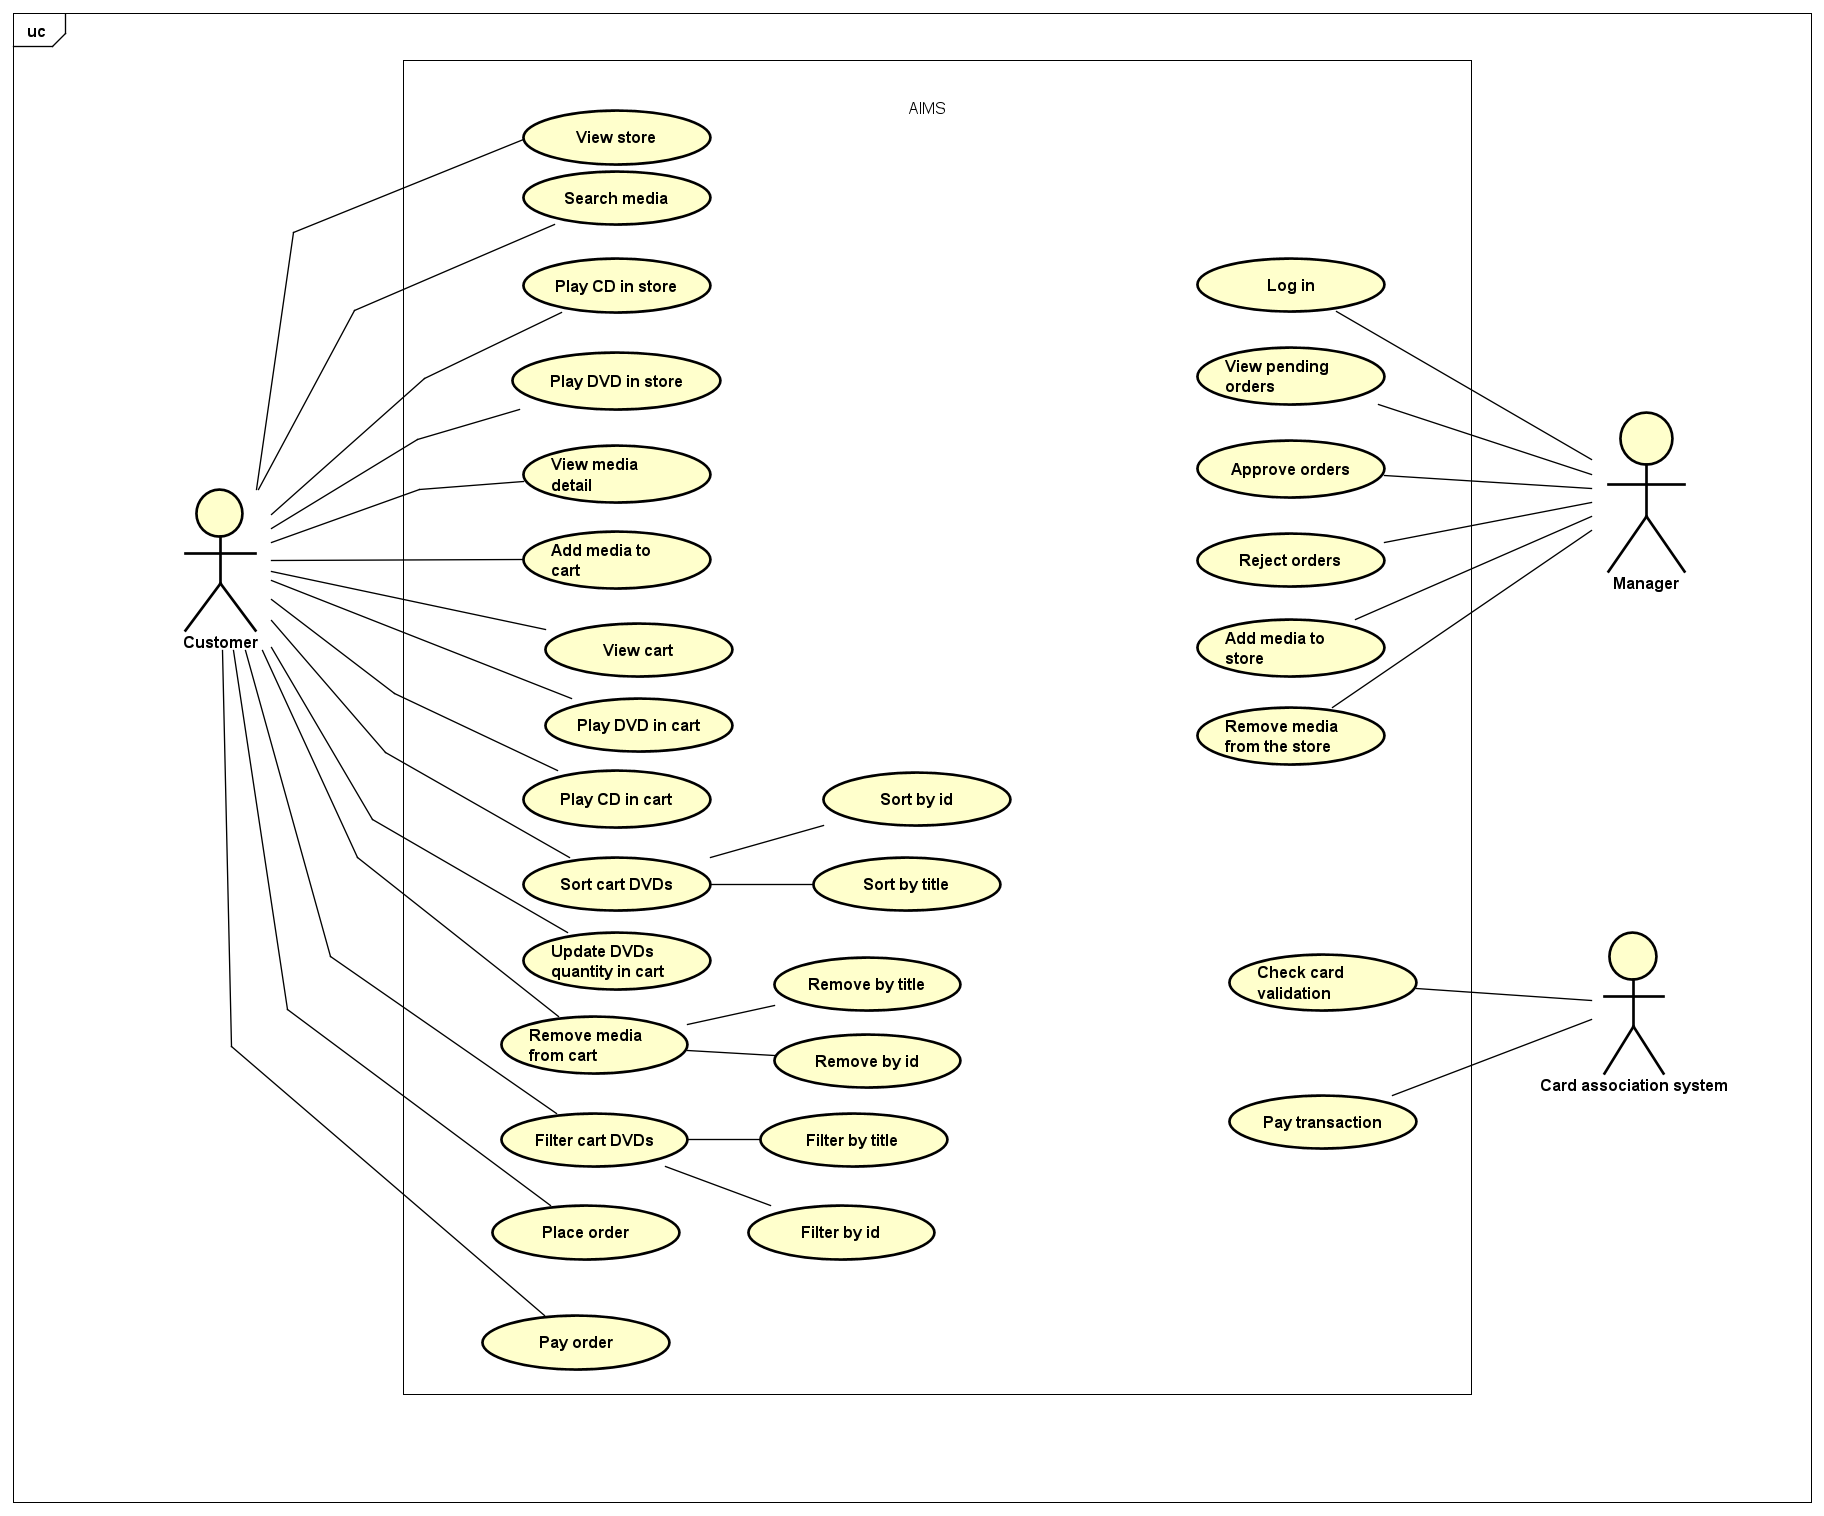 uc
AIMS
View store
Search media
Play CD in store
Play DVD in store
View media
detail
Add media to
cart
View cart
Play DVD in cart
Play CD in cart
Sort cart DVDs
Sort by id
Sort by title
Update DVDs
quantity in cart
Remove media
from cart
Remove by title
Remove by id
Filter cart DVDs
Filter by title
Filter by id
Place order
Pay order
Customer
Log in
View pending
orders
Approve orders
Reject orders
Add media to
store
Remove media
from the store
Manager
Check card
validation
Pay transaction
Card association system